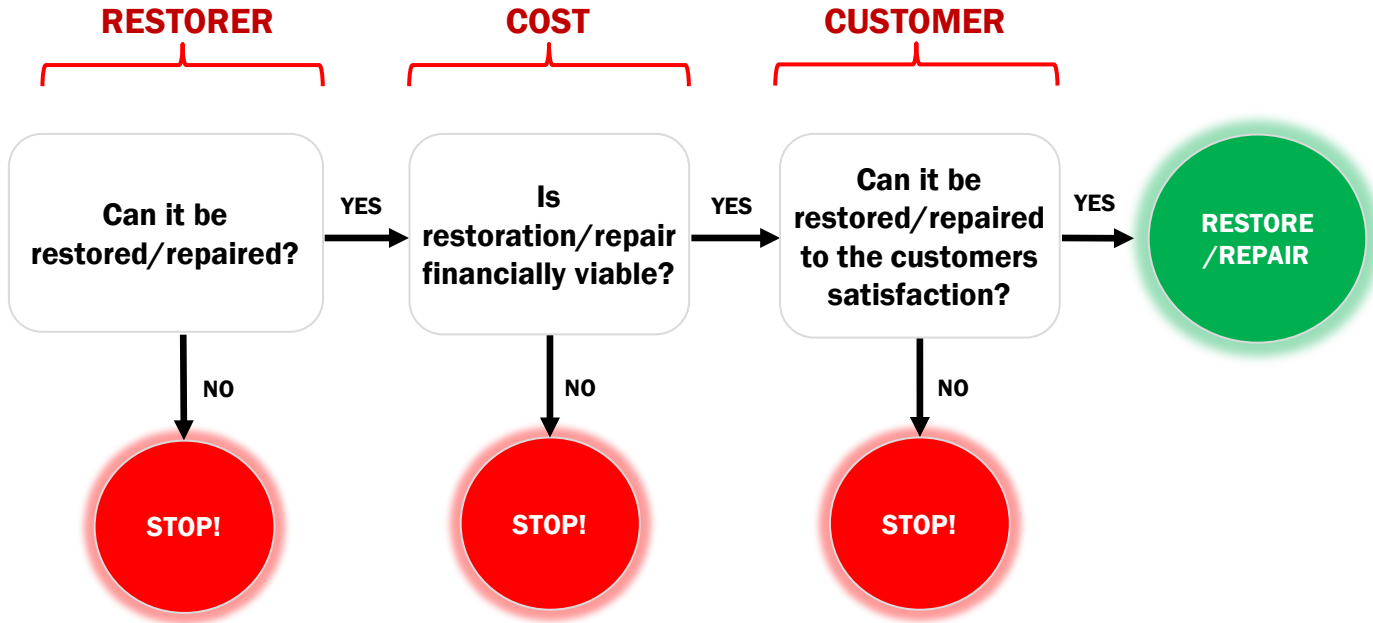 RESTORER
COST
CUSTOMER
Can it be
restored/repaired?
YES
Is
restoration/repair
financially viable?
YES
Can it be
restored/repaired
to the customers
satisfaction?
YES
RESTORE
/REPAIR
NO
NO
NO
STOP!
STOP!
STOP!